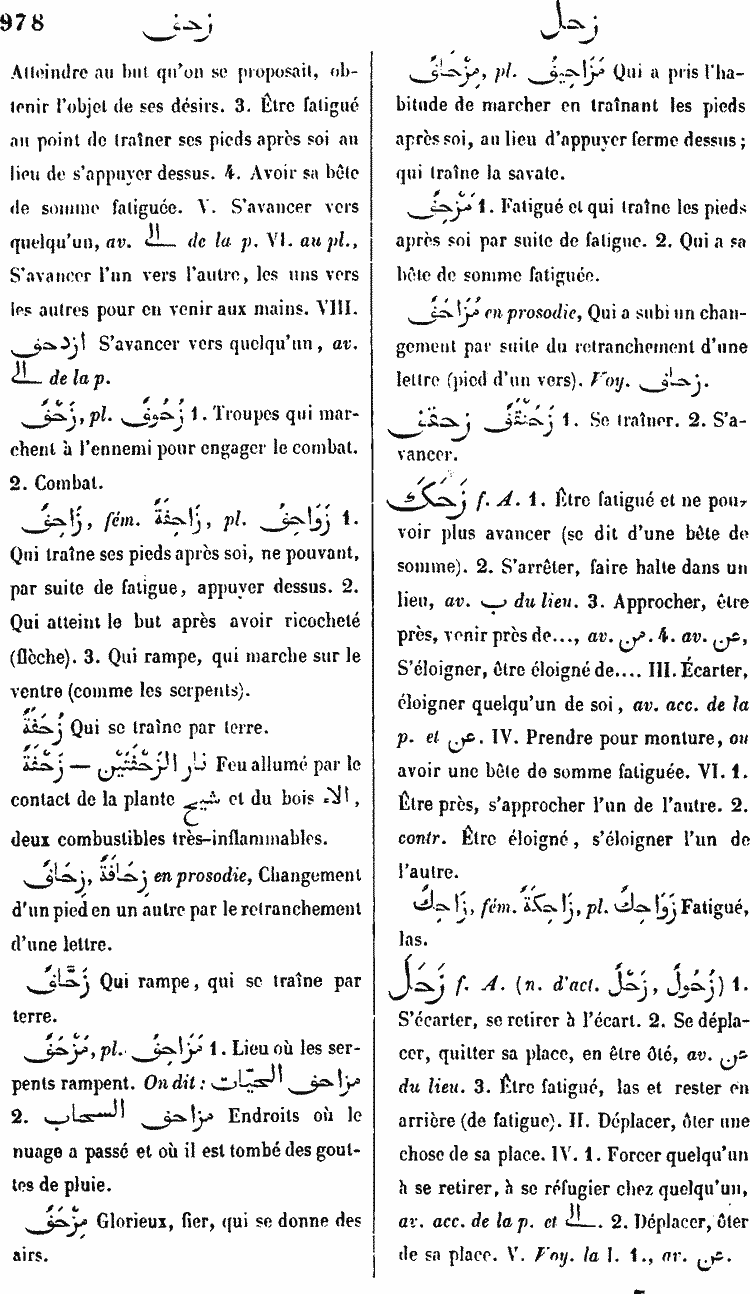 978 زحف زحل
Atteindre au but qu'on se proposait, ob-
tenir l'objet de ses désirs. 3. Être fatigué
au point de traîner ses pieds après soi au
lieu de s'appuyer dessus. 4. Avoir sa bête
de somme fatiguée. V. S'avancer vers
quelqu'un, av. الى de la p. VI. au pl.,
S'avancer l'un vers l'autre, les uns vers
les autres pour en venir aux mains. VIII.
ازدحف S'avancer vers quelqu'un, av.
الى de la p.
زَحْفٌ, pl. زُحُوفٌ 1. Troupes qui mar-
chent à l'ennemi pour engager le combat.
2. Combat.
زَاحِفٌ, fém. زَاحِفَةٌ, pl. زَوَاحِفُ 1.
Qui traîne ses pieds après soi, ne pouvant,
par suite de fatigue, appuyer dessus. 2.
Qui atteint le but après avoir ricocheté
(flèche). 3. Qui rampe, qui marche sur le
ventre (comme les serpents).
زُحَفَةٌ Qui se traîne par terre.
زَحْفَةٌ — نار الزَّحْفَتَيْنِ Feu allumé par le
contact de la plante شيح et du bois الاء,
deux combustibles très-inflammables.
زِحَافٌ, زِحَافَةٌ en prosodie, Changement
d'un pied en un autre par le retranchement
d'une lettre.
زَحَّافٌ Qui rampe, qui se traîne par
terre.
مَزْحَفٌ, pl. مَزَاحِفُ 1. Lieu où les ser-
pents rampent. On dit: مزاحف الحيّات
2. مزاحف السحاب Endroits où le
nuage a passé et où il est tombé des gout-
tes de pluie.
مِزْحَفٌ Glorieux, fier, qui se donne des
airs.
مِزْحَافٌ, pl. مَزَاحِيفُ Qui a pris l'ha-
bitude de marcher en traînant les pieds
après soi, au lieu d'appuyer ferme dessus;
qui traîne la savate.
مُزْحِفٌ 1. Fatigué et qui traîne les pieds
après soi par suite de fatigue. 2. Qui a sa
bête de somme fatiguée.
مُزَاحَفٌ en prosodie, Qui a subi un chan-
gement par suite du retranchement d'une
lettre (pied d'un vers). Voy. زحاف.
زحقف زَحَنْقَفٌ 1. Se traîner. 2. S'a-
vancer.
زَحَكَ f. A. 1. Être fatigué et ne pou-
voir plus avancer (se dit d'une bête de
somme). 2. S'arrêter, faire halte dans un
lieu, av. ب du lieu. 3. Approcher, être
près, venir près de..., av. من. 4. av. عن,
S'éloigner, être éloigné de.... III. Écarter,
éloigner quelqu'un de soi, av. acc. de la
p. et عن. IV. Prendre pour monture, ou
avoir une bête de somme fatiguée. VI. 1.
Être près, s'approcher l'un de l'autre. 2.
contr. Être éloigné, s'éloigner l'un de
l'autre.
زَاحِكٌ, fém. زَاحِكَةٌ, pl. زَوَاحِكُ Fatigué,
las.
زَحَلَ f. A. (n. d'act. زَحْلٌ, زُحُولٌ) 1.
S'écarter, se retirer à l'écart. 2. Se dépla-
cer, quitter sa place, en être ôté, av. عن
du lieu. 3. Être fatigué, las et rester en
arrière (de fatigue). II. Déplacer, ôter une
chose de sa place. IV. 1. Forcer quelqu'un
à se retirer, à se réfugier chez quelqu'un,
av. acc. de la p. et الى. 2. Déplacer, ôter
de sa place. V. Voy. la I. 1., av. عن.